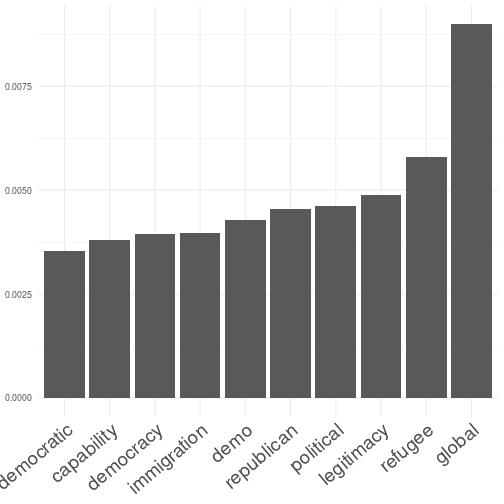 0.0075
0.0050
0.0025
0.0000
democratic
capability
democracy
immigration
demo
republican
political
legitimacy
refugee
global